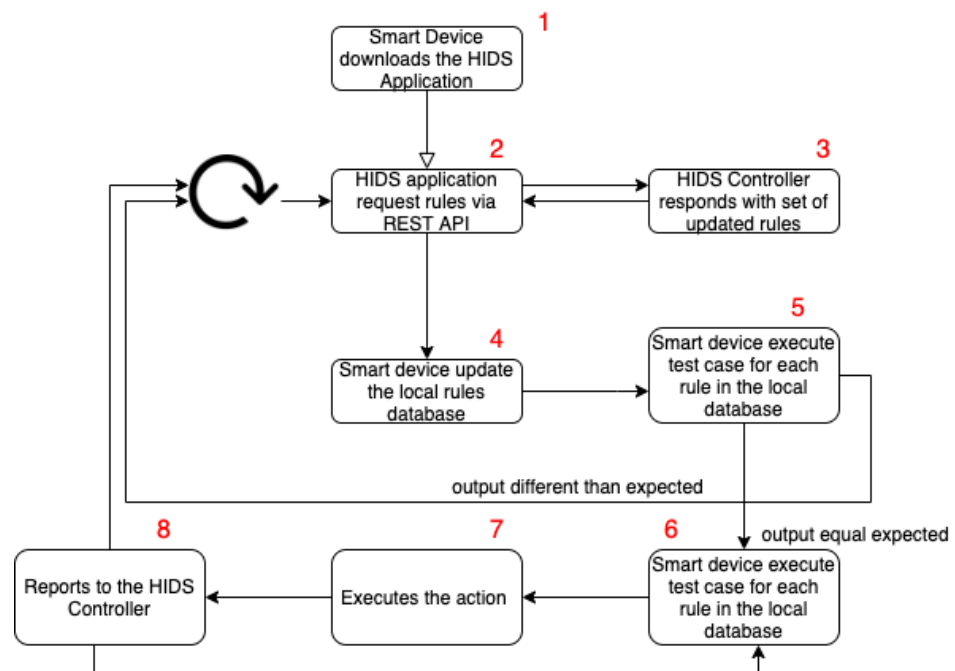 1
Smart Device
downloads the HIDS
Application
2
HIDS application
request rules via
REST API
3
HIDS Controller
responds with set of
updated rules
4
Smart device update
the local rules
database
5
Smart device execute
test case for each
rule in the local
database
output different than expected
output equal expected
6
Smart device execute
test case for each
rule in the local
database
7
Executes the action
8
Reports to the HIDS
Controller